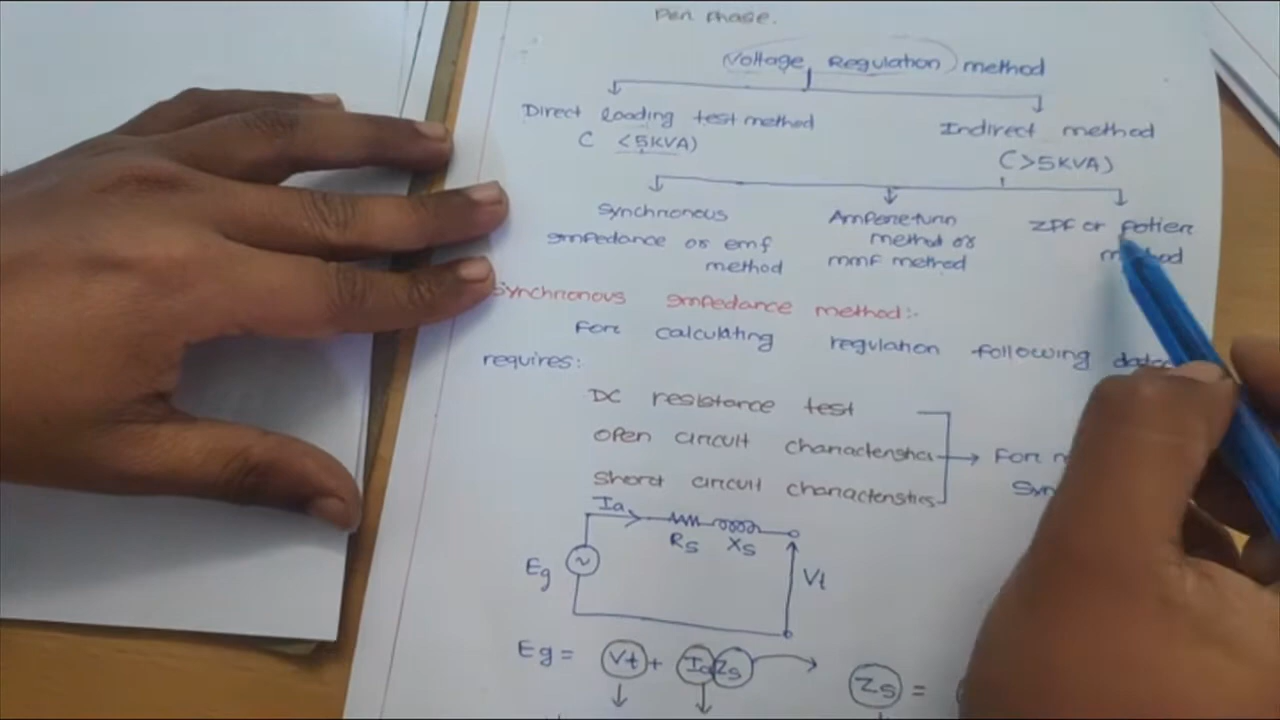 Per phase.
Voltage Regulation method
Direct loading test method
( <5KVA)
Indirect method
(>5KVA)
Synchronous
Impedance or emf
method
Ampere-turn
method or
mmf method
ZPF or Potier
method
Synchronous Impedance method:-
For calculating regulation following data
requires:
DC resistance test
Open circuit characteristics
Short circuit characteristics
For
Ia
Rs Xs
Eg
~
Vt
Eg = Vt + IaZs
Zs =